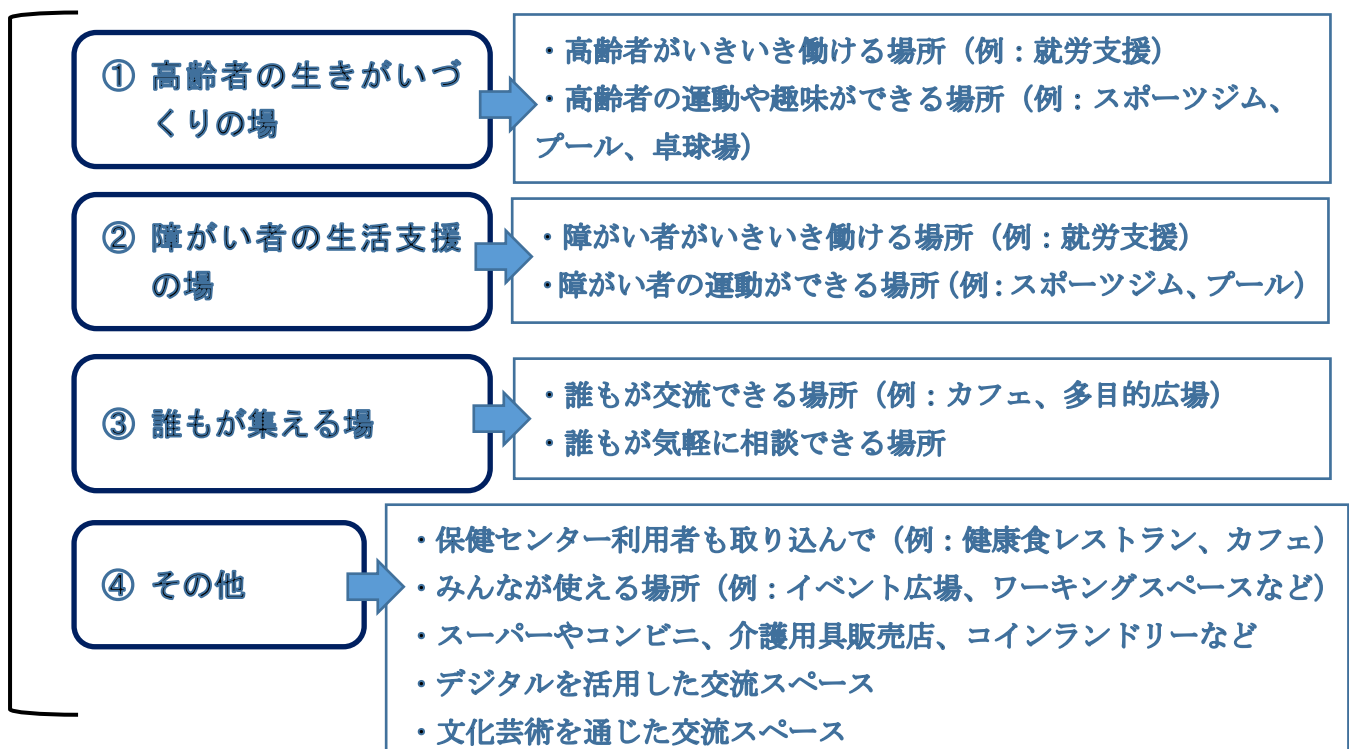 ① 高齢者の生きがいづ
くりの場
・高齢者がいきいき働ける場所（例：就労支援）
・高齢者の運動や趣味ができる場所（例：スポーツジム、
プール、卓球場）
② 障がい者の生活支援
の場
・障がい者がいきいき働ける場所（例：就労支援）
・障がい者の運動ができる場所（例：スポーツジム、プール）
③ 誰もが集える場
・誰もが交流できる場所（例：カフェ、多目的広場）
・誰もが気軽に相談できる場所
④ その他
・保健センター利用者も取り込んで（例：健康食レストラン、カフェ）
・みんなが使える場所（例：イベント広場、ワーキングスペースなど）
・スーパーやコンビニ、介護用具販売店、コインランドリーなど
・デジタルを活用した交流スペース
・文化芸術を通じた交流スペース